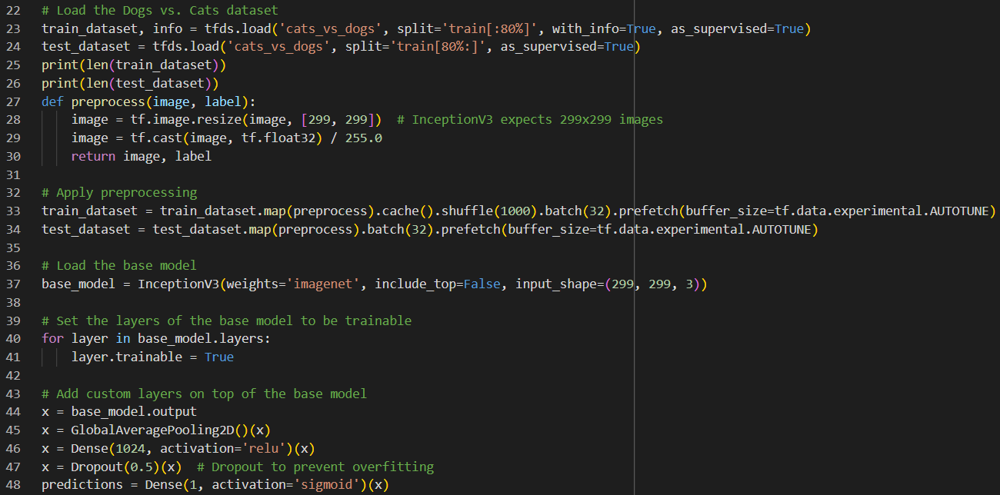 22 # Load the Dogs vs. Cats dataset
23 train_dataset, info = tfds.load('cats_vs_dogs', split='train[:80%]', with_info=True, as_supervised=True)
24 test_dataset = tfds.load('cats_vs_dogs', split='train[80%:]', as_supervised=True)
25 print(len(train_dataset))
26 print(len(test_dataset))
27 def preprocess(image, label):
28     image = tf.image.resize(image, [299, 299])  # InceptionV3 expects 299x299 images
29     image = tf.cast(image, tf.float32) / 255.0
30     return image, label
31
32 # Apply preprocessing
33 train_dataset = train_dataset.map(preprocess).cache().shuffle(1000).batch(32).prefetch(buffer_size=tf.data.experimental.AUTOTUNE)
34 test_dataset = test_dataset.map(preprocess).batch(32).prefetch(buffer_size=tf.data.experimental.AUTOTUNE)
35
36 # Load the base model
37 base_model = InceptionV3(weights='imagenet', include_top=False, input_shape=(299, 299, 3))
38
39 # Set the layers of the base model to be trainable
40 for layer in base_model.layers:
41     layer.trainable = True
42
43 # Add custom layers on top of the base model
44 x = base_model.output
45 x = GlobalAveragePooling2D()(x)
46 x = Dense(1024, activation='relu')(x)
47 x = Dropout(0.5)(x)  # Dropout to prevent overfitting
48 predictions = Dense(1, activation='sigmoid')(x)